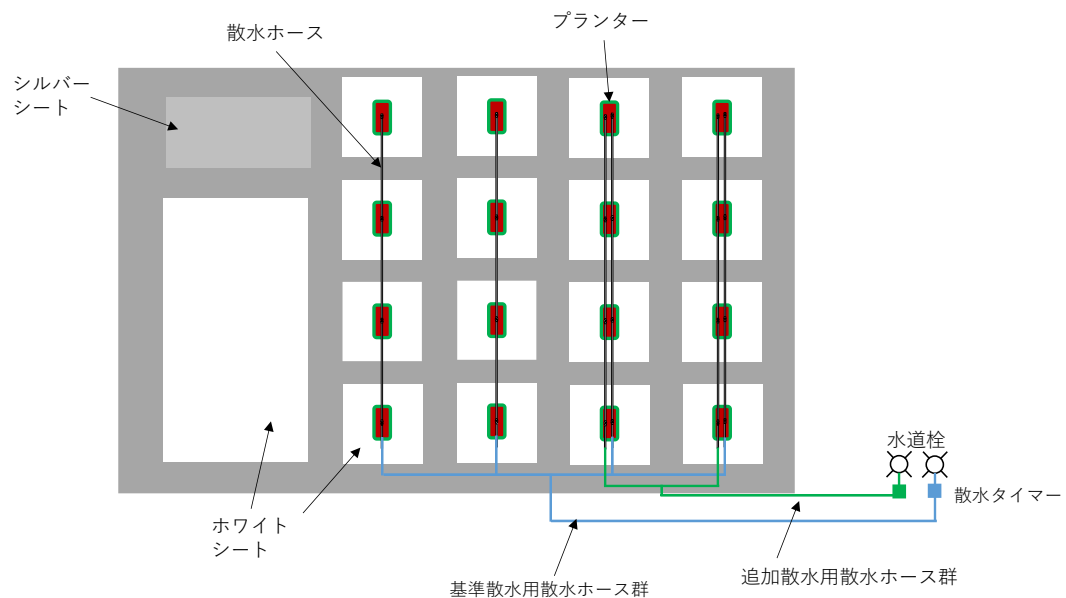 プランター
散水ホース
シルバー
シート
水道栓
散水タイマー
ホワイト
シート
追加散水用散水ホース群
基準散水用散水ホース群